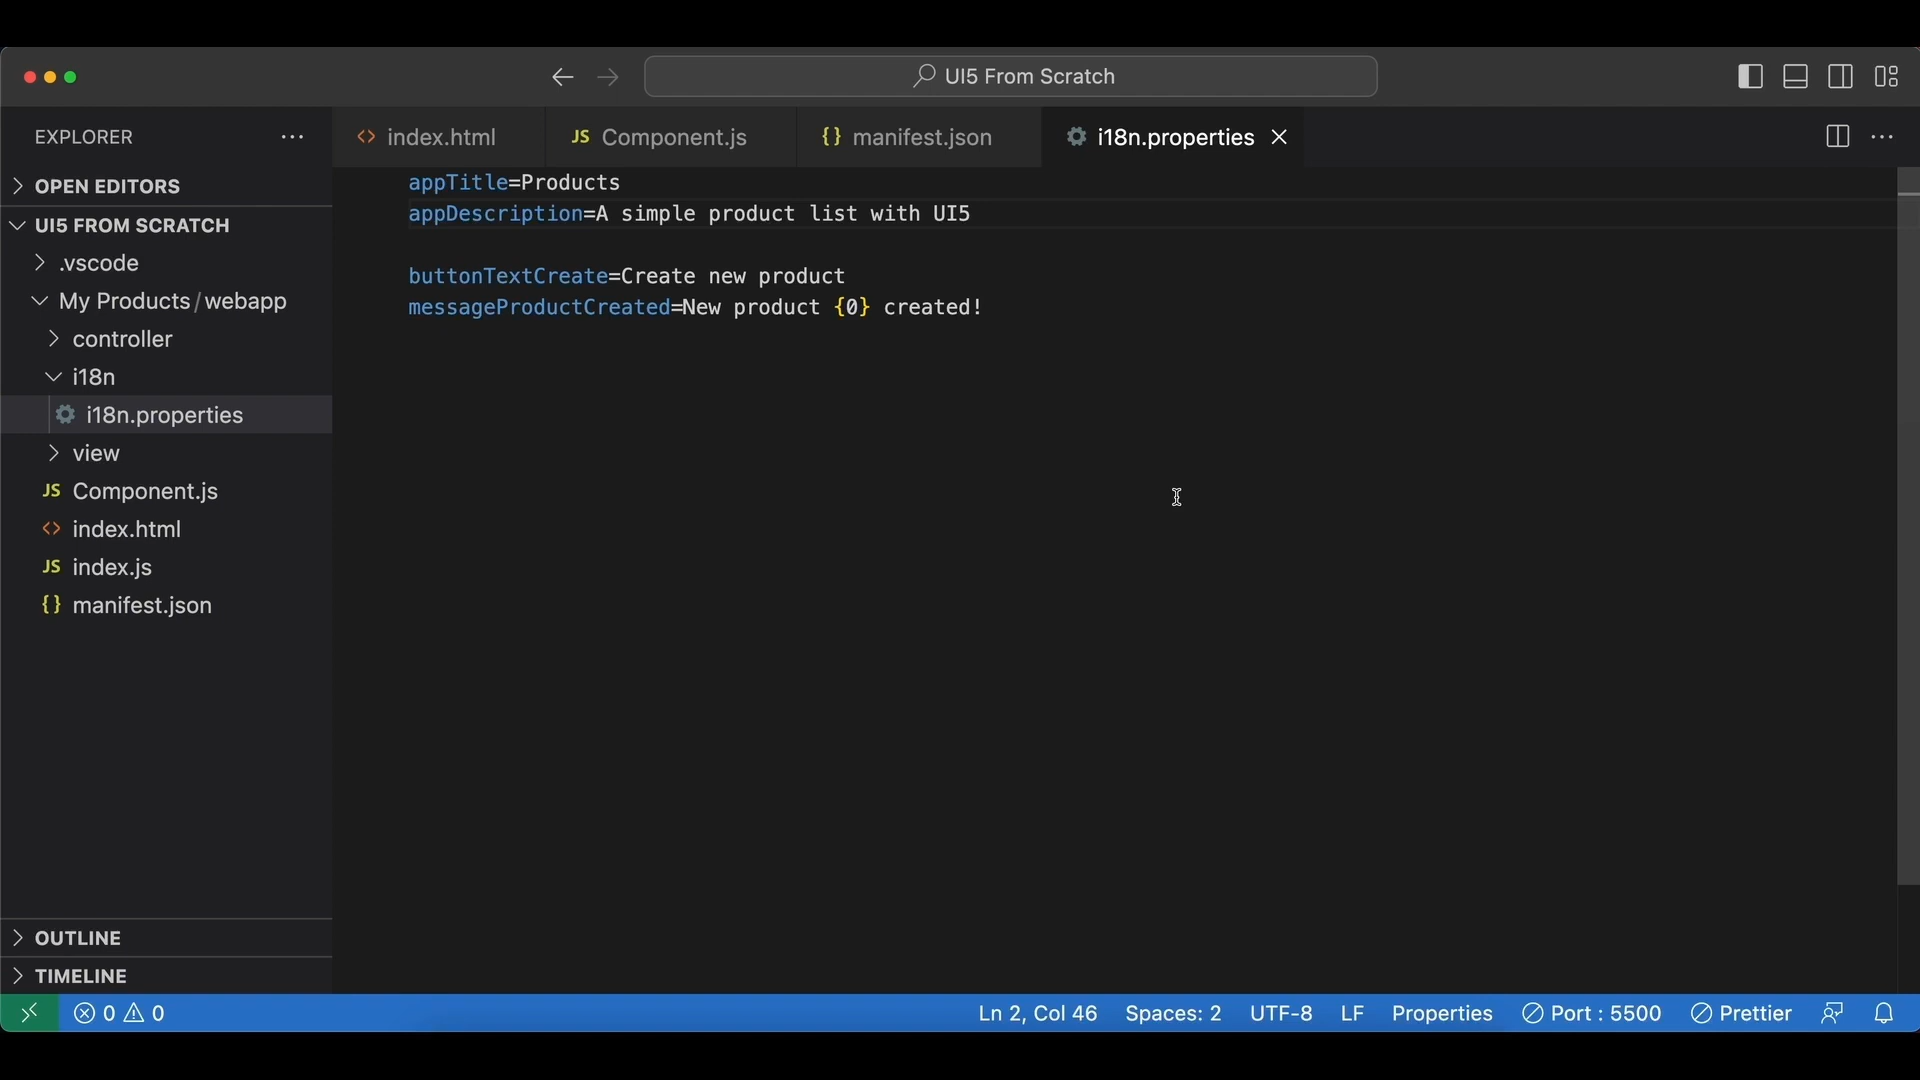 UI5 From Scratch
EXPLORER
index.html
JS Component.js
{} manifest.json
i18n.properties
OPEN EDITORS
UI5 FROM SCRATCH
.vscode
My Products/webapp
controller
i18n
i18n.properties
view
JS Component.js
<> index.html
JS index.js
{} manifest.json
OUTLINE
TIMELINE
appTitle=Products
appDescription=A simple product list with UI5
buttonTextCreate=Create new product
messageProductCreated=New product {0} created!
0 0
Ln 2, Col 46
Spaces: 2
UTF-8
LF
Properties
Port : 5500
Prettier